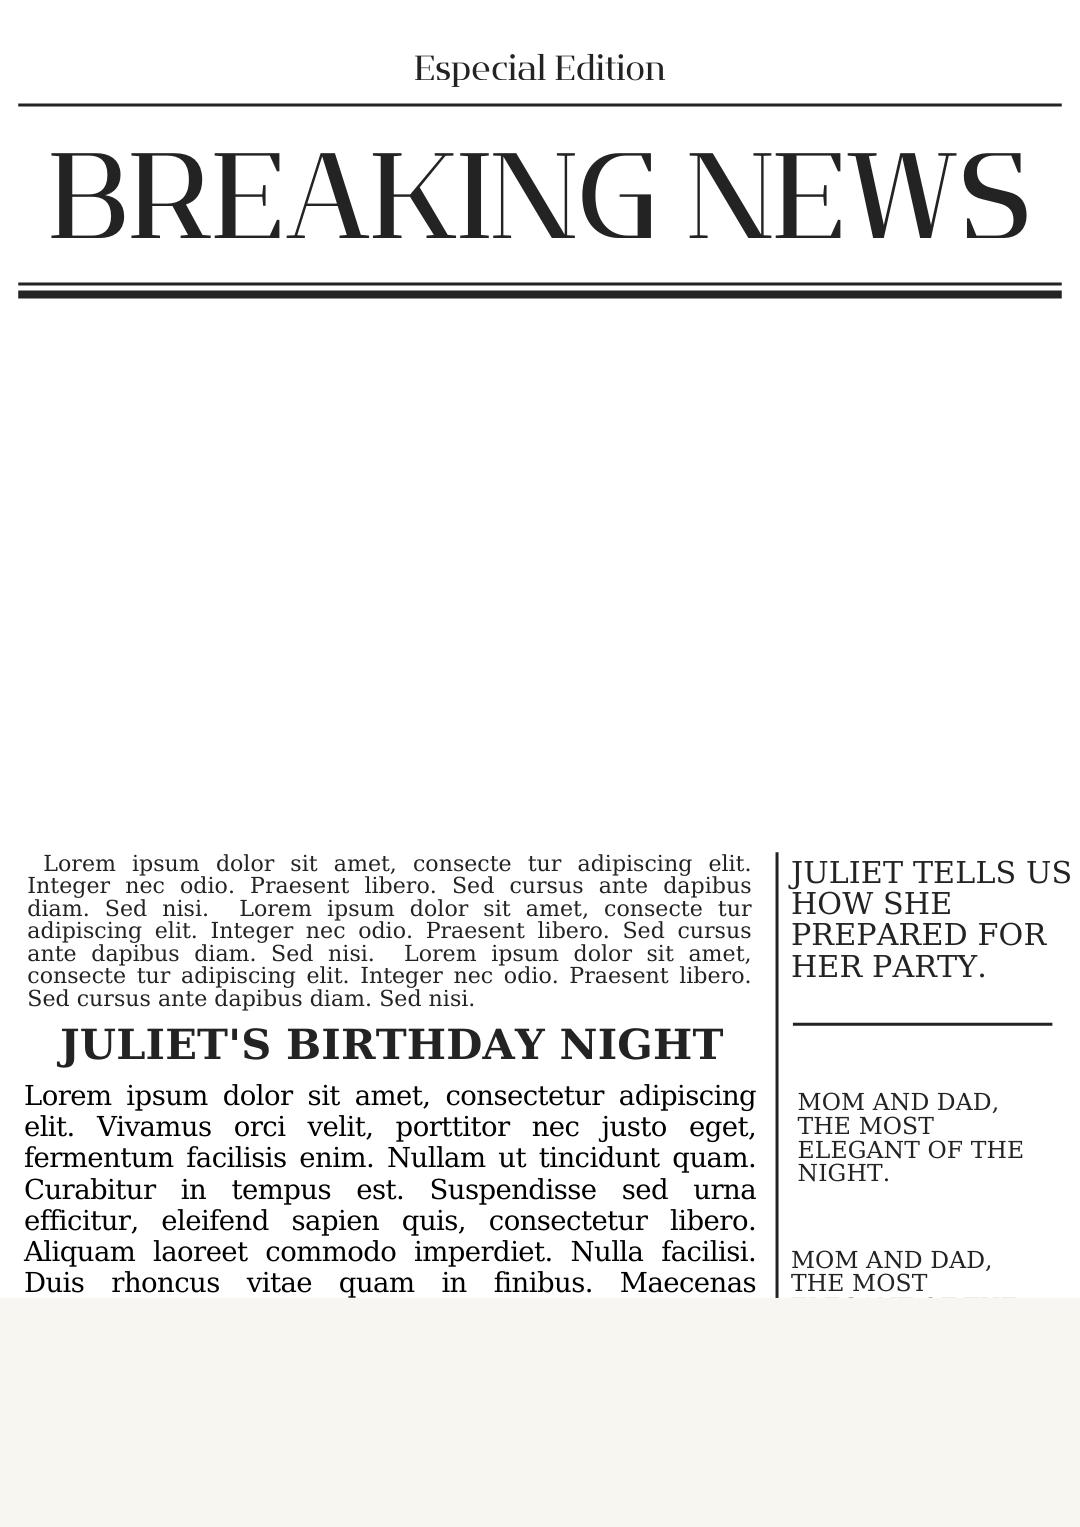 Especial Edition
BREAKING NEWS
Lorem ipsum dolor sit amet, consecte tur adipiscing elit.
Integer nec odio. Praesent libero. Sed cursus ante dapibus
diam. Sed nisi.  Lorem ipsum dolor sit amet, consecte tur
adipiscing elit. Integer nec odio. Praesent libero. Sed cursus
ante dapibus diam. Sed nisi.  Lorem ipsum dolor sit amet,
consecte tur adipiscing elit. Integer nec odio. Praesent libero.
Sed cursus ante dapibus diam. Sed nisi.
JULIET'S BIRTHDAY NIGHT
Lorem ipsum dolor sit amet, consectetur adipiscing
elit. Vivamus orci velit, porttitor nec justo eget,
fermentum facilisis enim. Nullam ut tincidunt quam.
Curabitur in tempus est. Suspendisse sed urna
efficitur, eleifend sapien quis, consectetur libero.
Aliquam laoreet commodo imperdiet. Nulla facilisi.
Duis rhoncus vitae quam in finibus. Maecenas
JULIET TELLS US
HOW SHE
PREPARED FOR
HER PARTY.
MOM AND DAD,
THE MOST
ELEGANT OF THE
NIGHT.
MOM AND DAD,
THE MOST